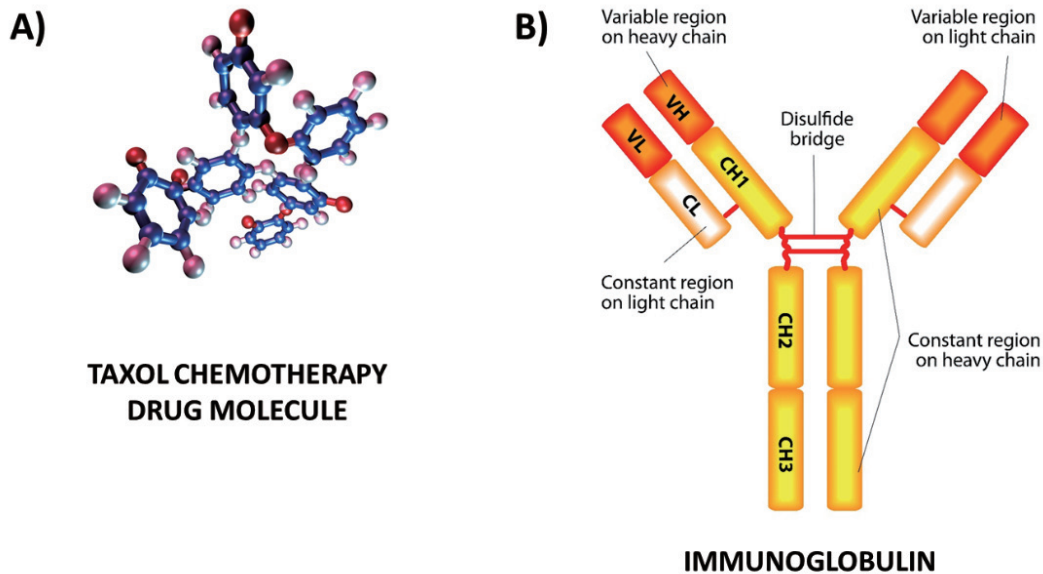 A)
TAXOL CHEMOTHERAPY
DRUG MOLECULE
B)
Variable region
on heavy chain
Variable region
on light chain
Disulfide
bridge
VH
VL
CH1
CL
Constant region
on light chain
CH2
Constant region
on heavy chain
CH3
IMMUNOGLOBULIN